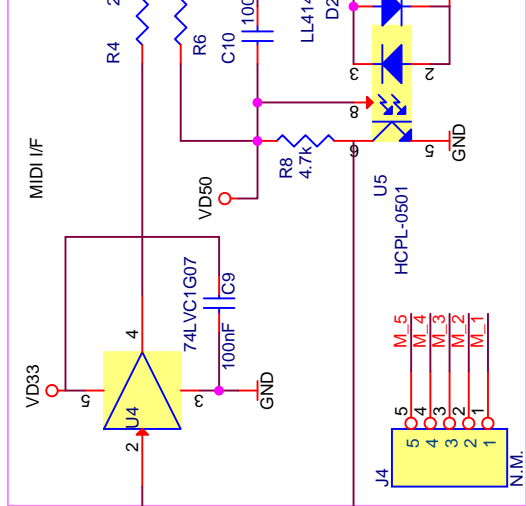 MIDI I/F
R4
R6
C10
100
LL414
D2
3
2
8
6
5
GND
R8
4.7k
VD50
U5
HCPL-0501
VD33
5
4
U4
2
3
74LVC1G07
C9
100nF
GND
M_5
M_4
M_3
M_2
M_1
5
4
3
2
1
5
4
3
2
1
J4
N.M.